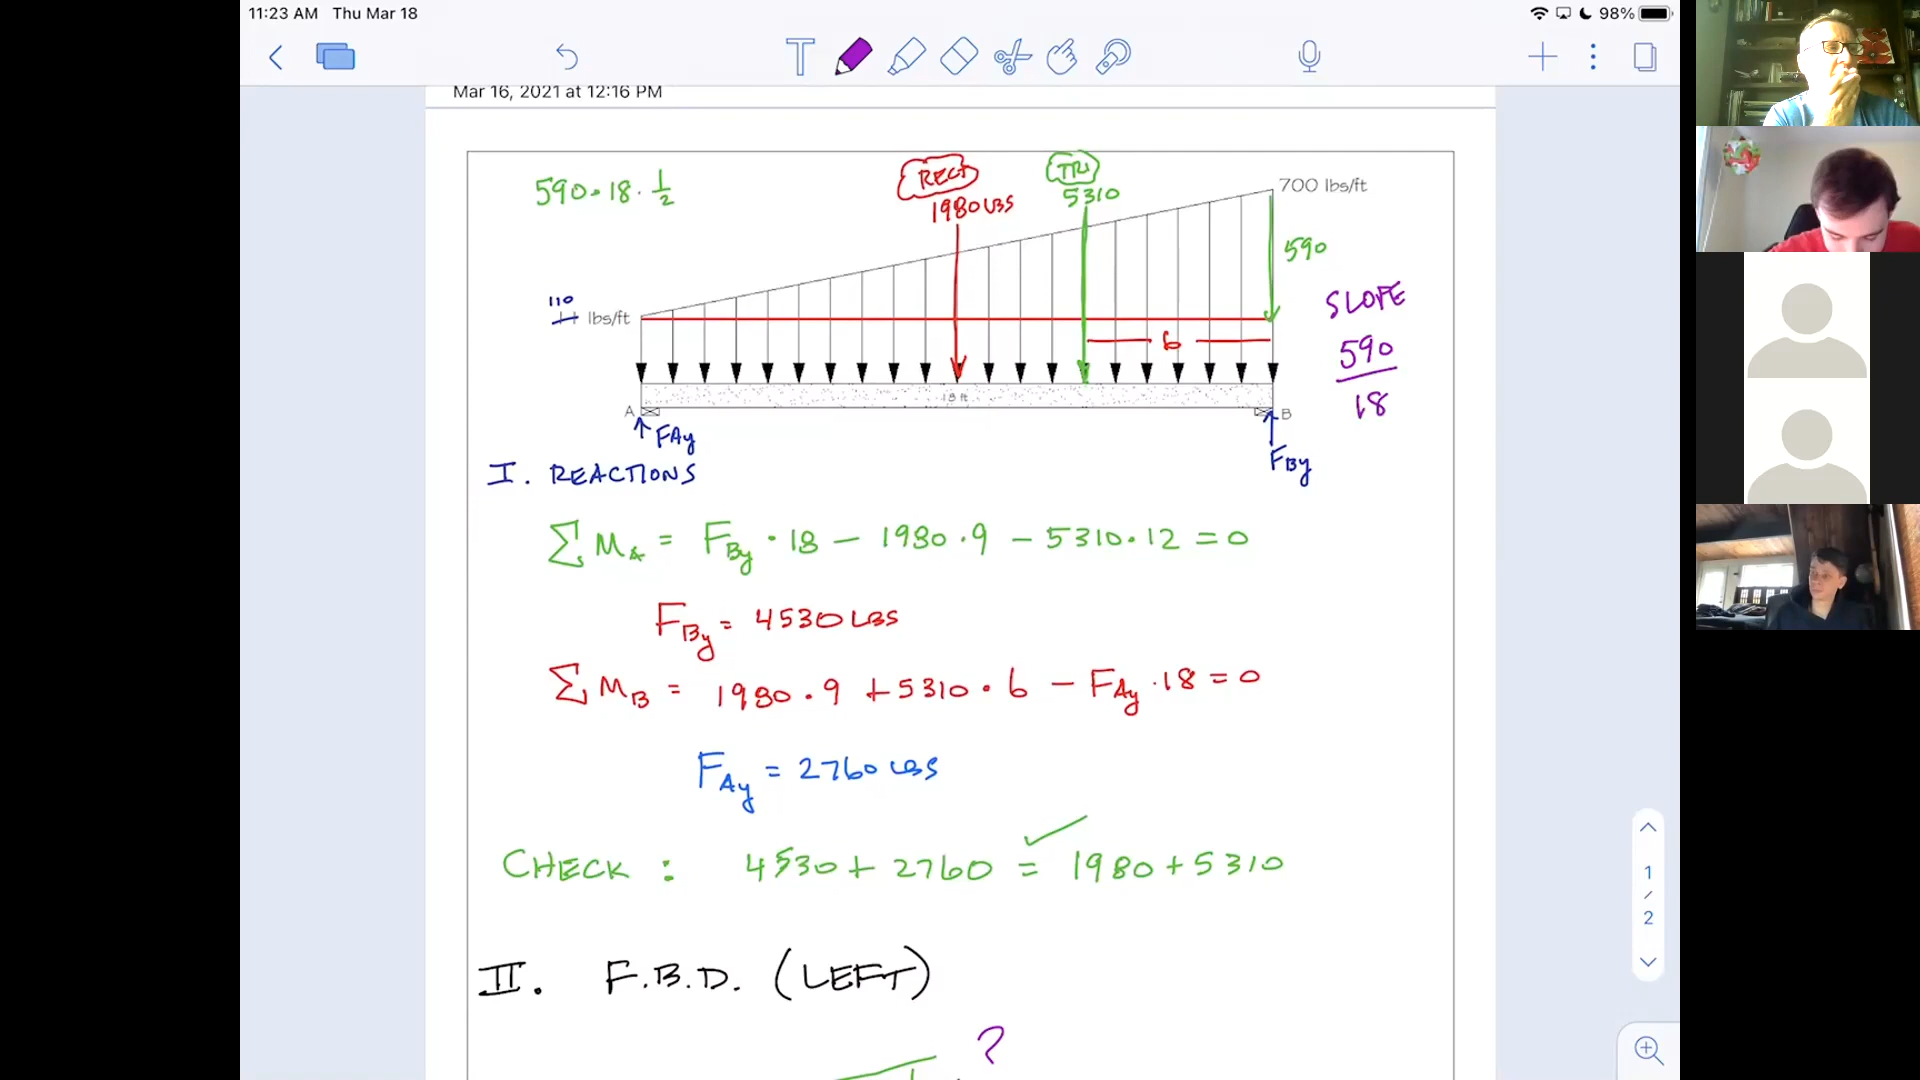 11:23 AM Thu Mar 18
98%
Mar 16, 2021 at 12:16 PM
590 · 18 · 1/2
RECT
1980 LBS
TRI
5310
700 lbs/ft
590
110
11 lbs/ft
6
SLOPE
590
18
18 ft
A
B
FAy
FBy
I. REACTIONS
∑ MA = FBy · 18 – 1980 · 9 – 5310 · 12 = 0
FBy = 4530 LBS
∑ MB = 1980 · 9 + 5310 · 6 – FAy · 18 = 0
FAy = 2760 LBS
CHECK : 4530 + 2760 = 1980 + 5310
II. F.B.D. (LEFT)
?
1
/
2